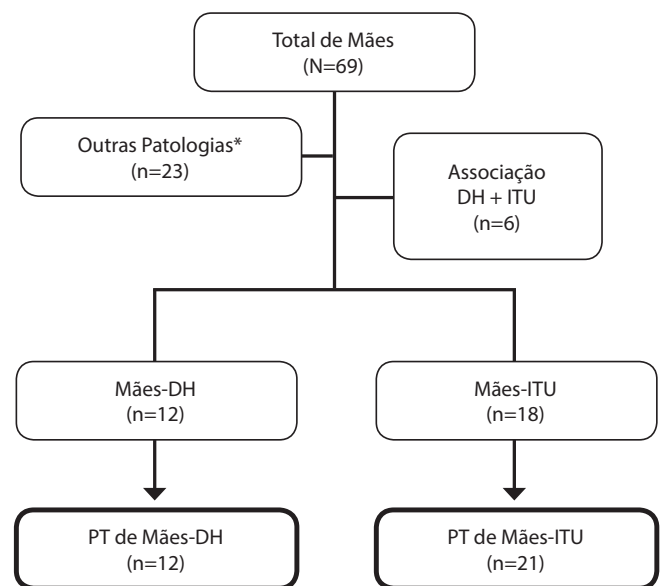 Total de Mães
(N=69)
Outras Patologias*
(n=23)
Associação
DH + ITU
(n=6)
Mães-DH
(n=12)
Mães-ITU
(n=18)
PT de Mães-DH
(n=12)
PT de Mães-ITU
(n=21)